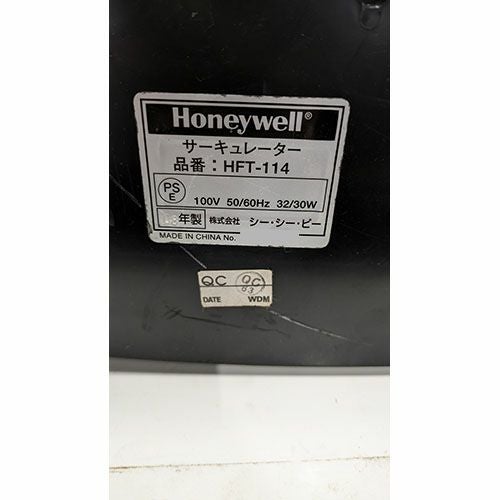 Honeywell®
サーキュレーター
品番：HFT-114
PS
E
100V 50/60Hz 32/30W
年製 株式会社 シー・シー・ピー
MADE IN CHINA No.
QC QC
83
DATE WDM